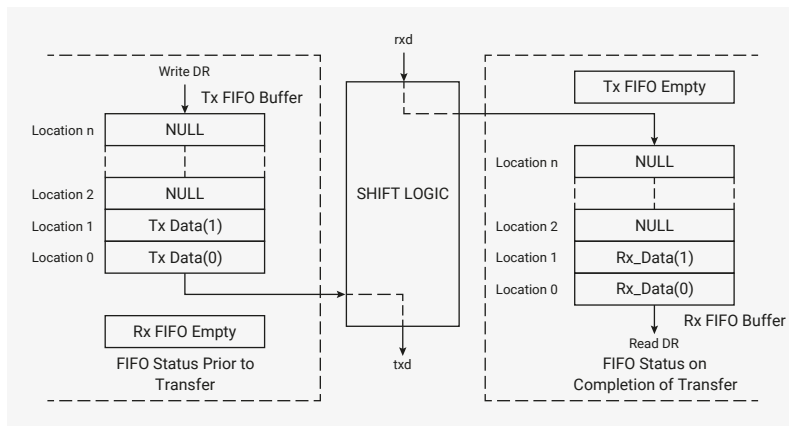 Write DR
Tx FIFO Buffer
Location n
NULL
Location 2
NULL
Location 1
Tx Data(1)
Location 0
Tx Data(0)
Rx FIFO Empty
FIFO Status Prior to
Transfer
rxd
SHIFT LOGIC
txd
Tx FIFO Empty
Location n
NULL
Location 2
NULL
Location 1
Rx_Data(1)
Location 0
Rx_Data(0)
Rx FIFO Buffer
Read DR
FIFO Status on
Completion of Transfer